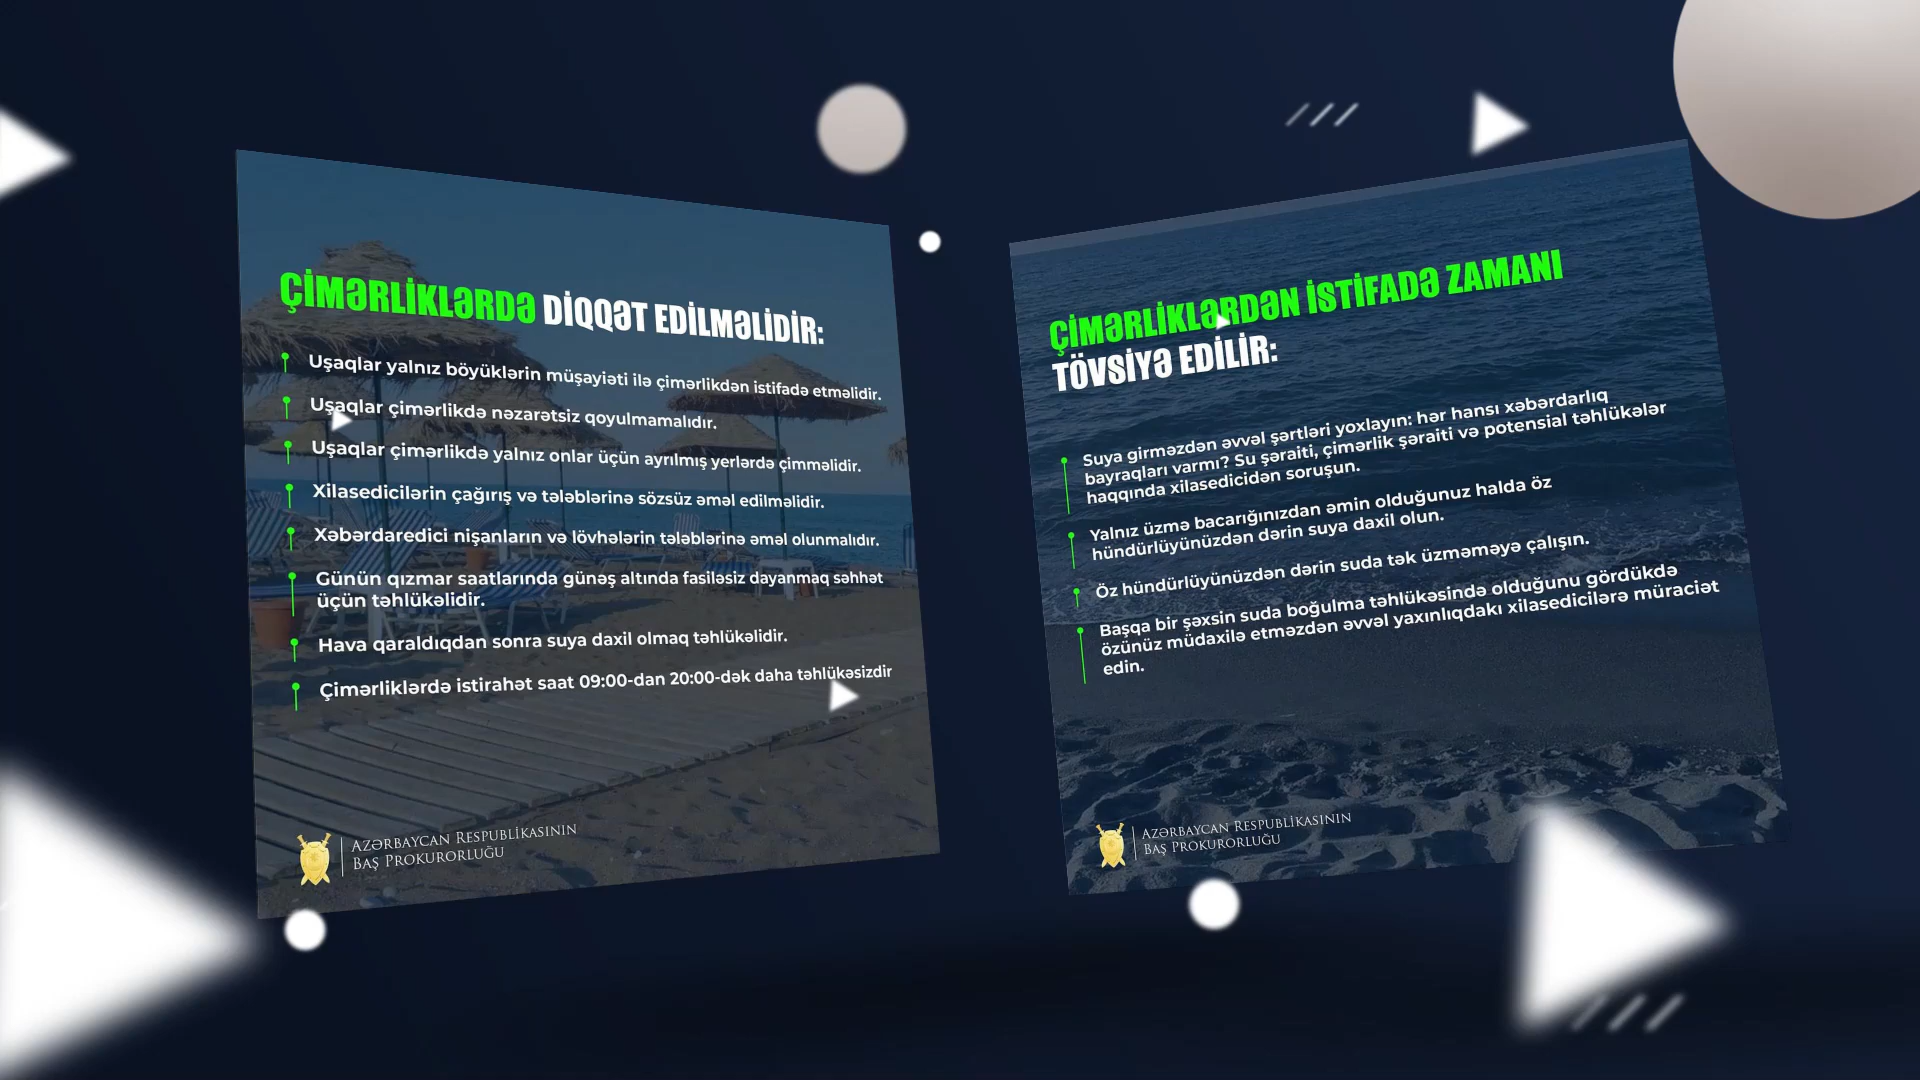 ÇİMƏRLİKLƏRDƏ DİQQƏT EDİLMƏLİDİR:
Uşaqlar yalnız böyüklərin müşayiəti ilə çimərlikdən istifadə etməlidir.
Uşaqlar çimərlikdə nəzarətsiz qoyulmamalıdır.
Uşaqlar çimərlikdə yalnız onlar üçün ayrılmış yerlərdə çimməlidir.
Xilasedicilərin çağırış və tələblərinə sözsüz əməl edilməlidir.
Xəbərdaredici nişanların və lövhələrin tələblərinə əməl olunmalıdır.
Günün qızmar saatlarında günəş altında fasiləsiz dayanmaq səhhət
üçün təhlükəlidir.
Hava qaraldıqdan sonra suya daxil olmaq təhlükəlidir.
Çimərliklərdə istirahət saat 09:00-dan 20:00-dək daha təhlükəsizdir
AZƏRBAYCAN RESPUBLİKASININ
BAŞ PROKURORLUĞU
ÇİMƏRLİKLƏRDƏN İSTİFADƏ ZAMANI
TÖVSİYƏ EDİLİR:
Suya girməzdən əvvəl şərtləri yoxlayın: hər hansı xəbərdarlıq
bayraqları varmı? Su şəraiti, çimərlik şəraiti və potensial təhlükələr
haqqında xilasedicidən soruşun.
Yalnız üzmə bacarığınızdan əmin olduğunuz halda öz
hündürlüyünüzdən dərin suya daxil olun.
Öz hündürlüyünüzdən dərin suda tək üzməməyə çalışın.
Başqa bir şəxsin suda boğulma təhlükəsində olduğunu gördükdə
özünüz müdaxilə etməzdən əvvəl yaxınlıqdakı xilasedicilərə müraciət
edin.
AZƏRBAYCAN RESPUBLİKASININ
BAŞ PROKURORLUĞU